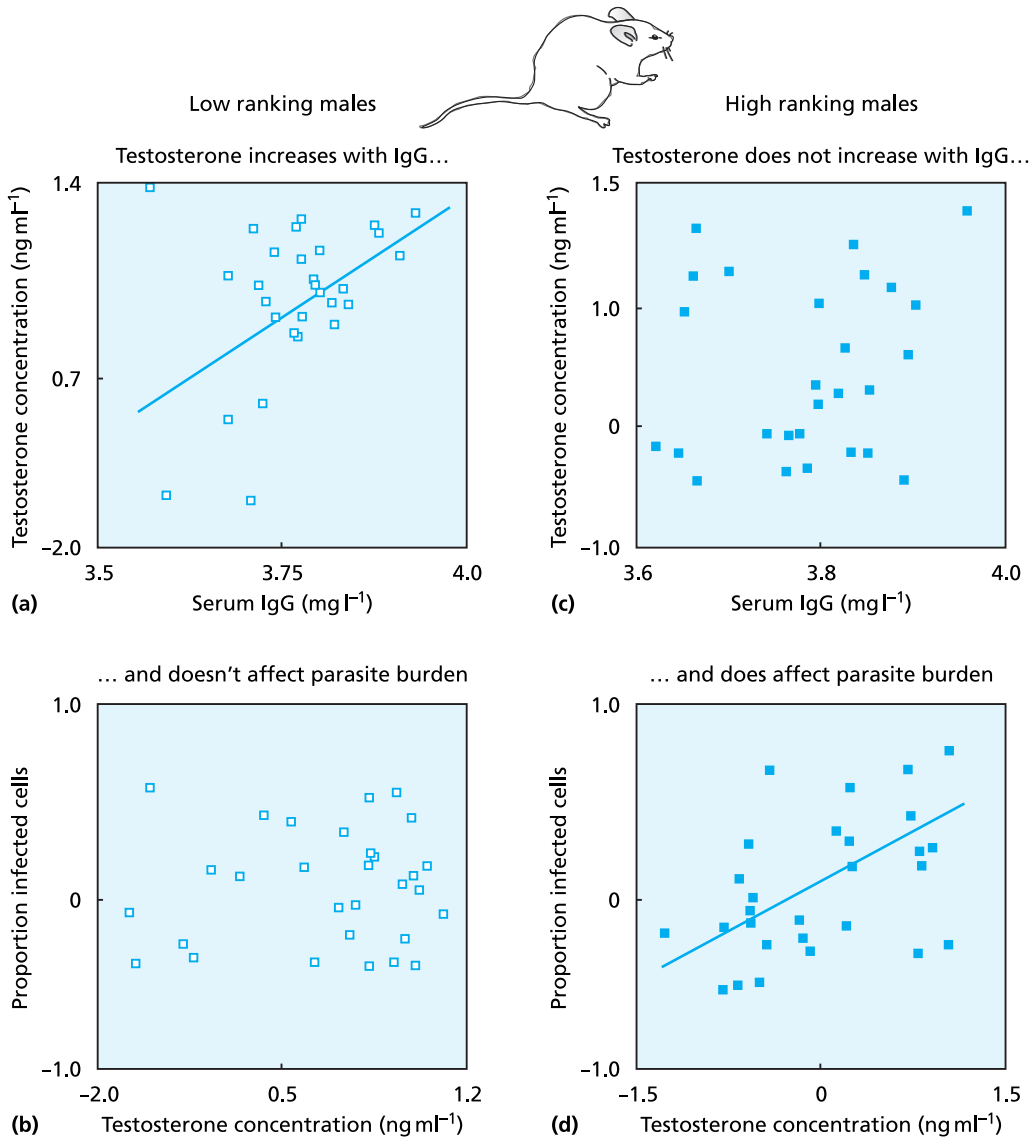 Low ranking males
High ranking males
Testosterone increases with IgG...
1.4
0.7
–2.0
Testosterone concentration (ng ml–1)
3.5
3.75
4.0
(a)
Serum IgG (mg l–1)
Testosterone does not increase with IgG...
1.5
1.0
0
–1.0
Testosterone concentration (ng ml–1)
3.6
3.8
4.0
(c)
Serum IgG (mg l–1)
... and doesn't affect parasite burden
1.0
0
–1.0
Proportion infected cells
–2.0
0.5
1.2
(b)
Testosterone concentration (ng ml–1)
... and does affect parasite burden
1.0
0
–1.0
Proportion infected cells
–1.5
0
1.5
(d)
Testosterone concentration (ng ml–1)